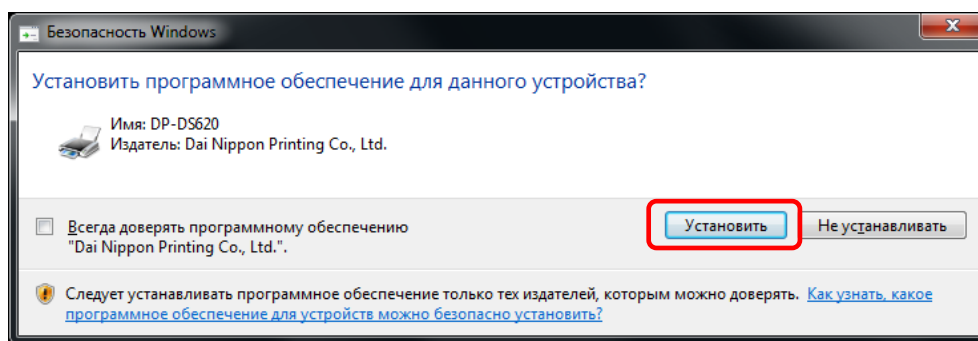 Безопасность Windows
Установить программное обеспечение для данного устройства?
Имя: DP-DS620
Издатель: Dai Nippon Printing Co., Ltd.
Всегда доверять программному обеспечению
"Dai Nippon Printing Co., Ltd.".
Установить
Не устанавливать
Следует устанавливать программное обеспечение только тех издателей, которым можно доверять. Как узнать, какое
программное обеспечение для устройств можно безопасно установить?